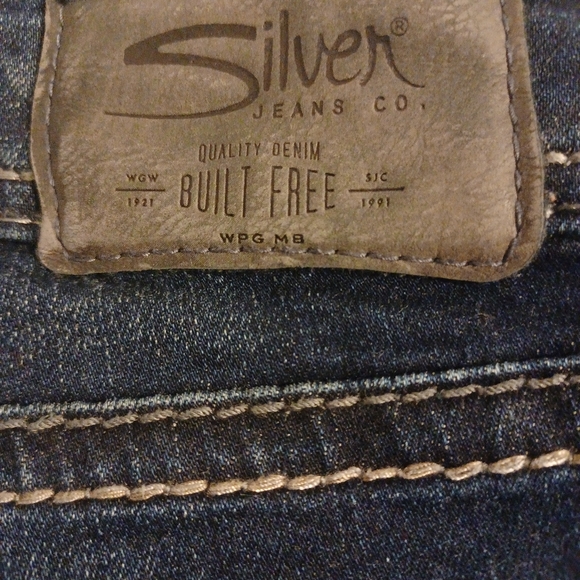 Silver®
JEANS CO.
QUALITY DENIM
WGW 1921 BUILT FREE SJC 1991
WPG MB